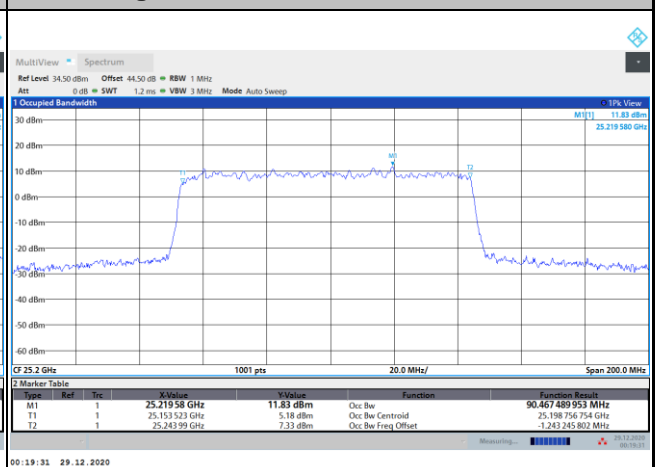 MultiView Spectrum
Ref Level 34.50 dBm Offset 44.50 dB RBW 1 MHz
Att 0 dB SWT 1.2 ms VBW 3 MHz Mode Auto Sweep
1 Occupied Bandwidth 1Pk View
M1[1] 11.83 dBm
25.219 580 GHz
30 dBm
20 dBm
M1
T1
T2
10 dBm
0 dBm
-10 dBm
-20 dBm
-30 dBm
-40 dBm
-50 dBm
-60 dBm
CF 25.2 GHz 1001 pts 20.0 MHz/ Span 200.0 MHz
2 Marker Table
Type Ref Trc X-Value Y-Value Function Function Result
M1 1 25.219 58 GHz 11.83 dBm Occ Bw 90.467 489 953 MHz
T1 1 25.153 523 GHz 5.18 dBm Occ Bw Centroid 25.198 756 754 GHz
T2 1 25.243 99 GHz 7.33 dBm Occ Bw Freq Offset -1.243 245 802 MHz
Measuring... 29.12.2020
00:19:31
00:19:31 29.12.2020